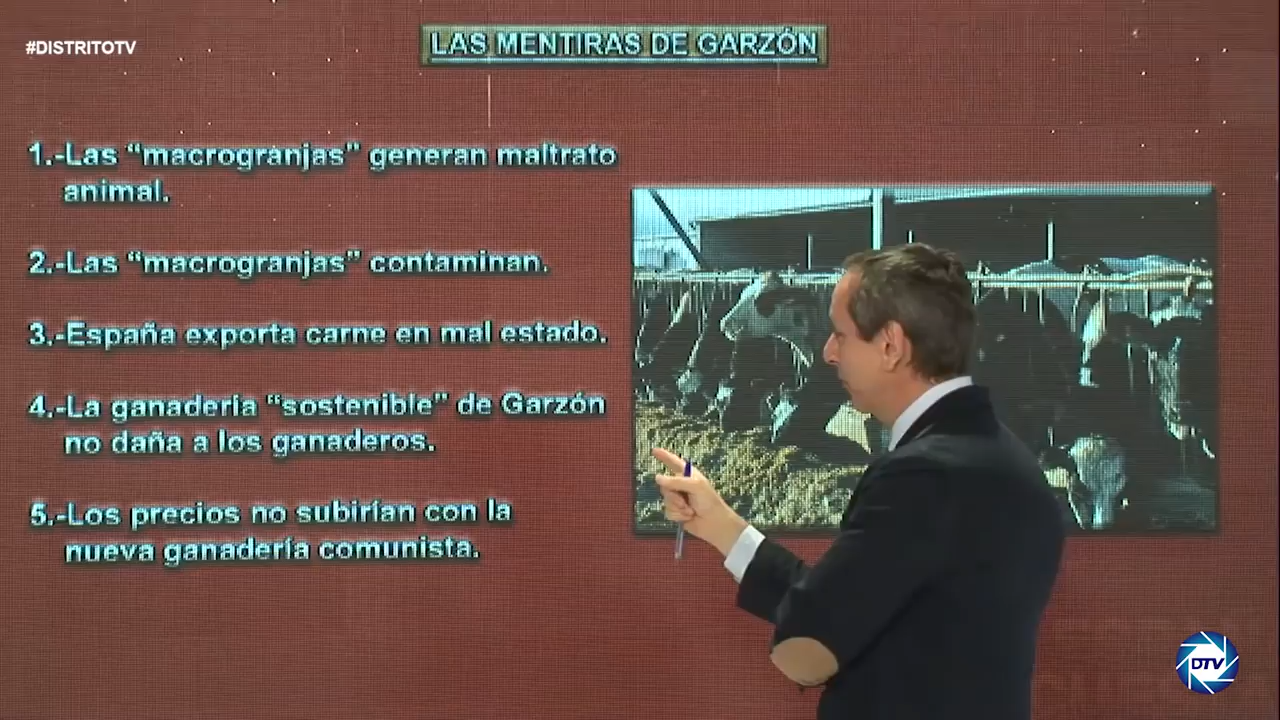 #DISTRITOTV
LAS MENTIRAS DE GARZÓN
1.-Las “macrogranjas” generan maltrato
animal.
2.-Las “macrogranjas” contaminan.
3.-España exporta carne en mal estado.
4.-La ganadería “sostenible” de Garzón
no daña a los ganaderos.
5.-Los precios no subirían con la
nueva ganadería comunista.
DTV